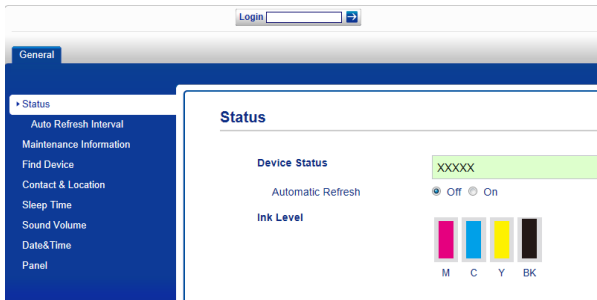 Login
General
Status
Auto Refresh Interval
Maintenance Information
Find Device
Contact & Location
Sleep Time
Sound Volume
Date&Time
Panel
Status
Device Status XXXXX
Automatic Refresh Off On
Ink Level
M C Y BK